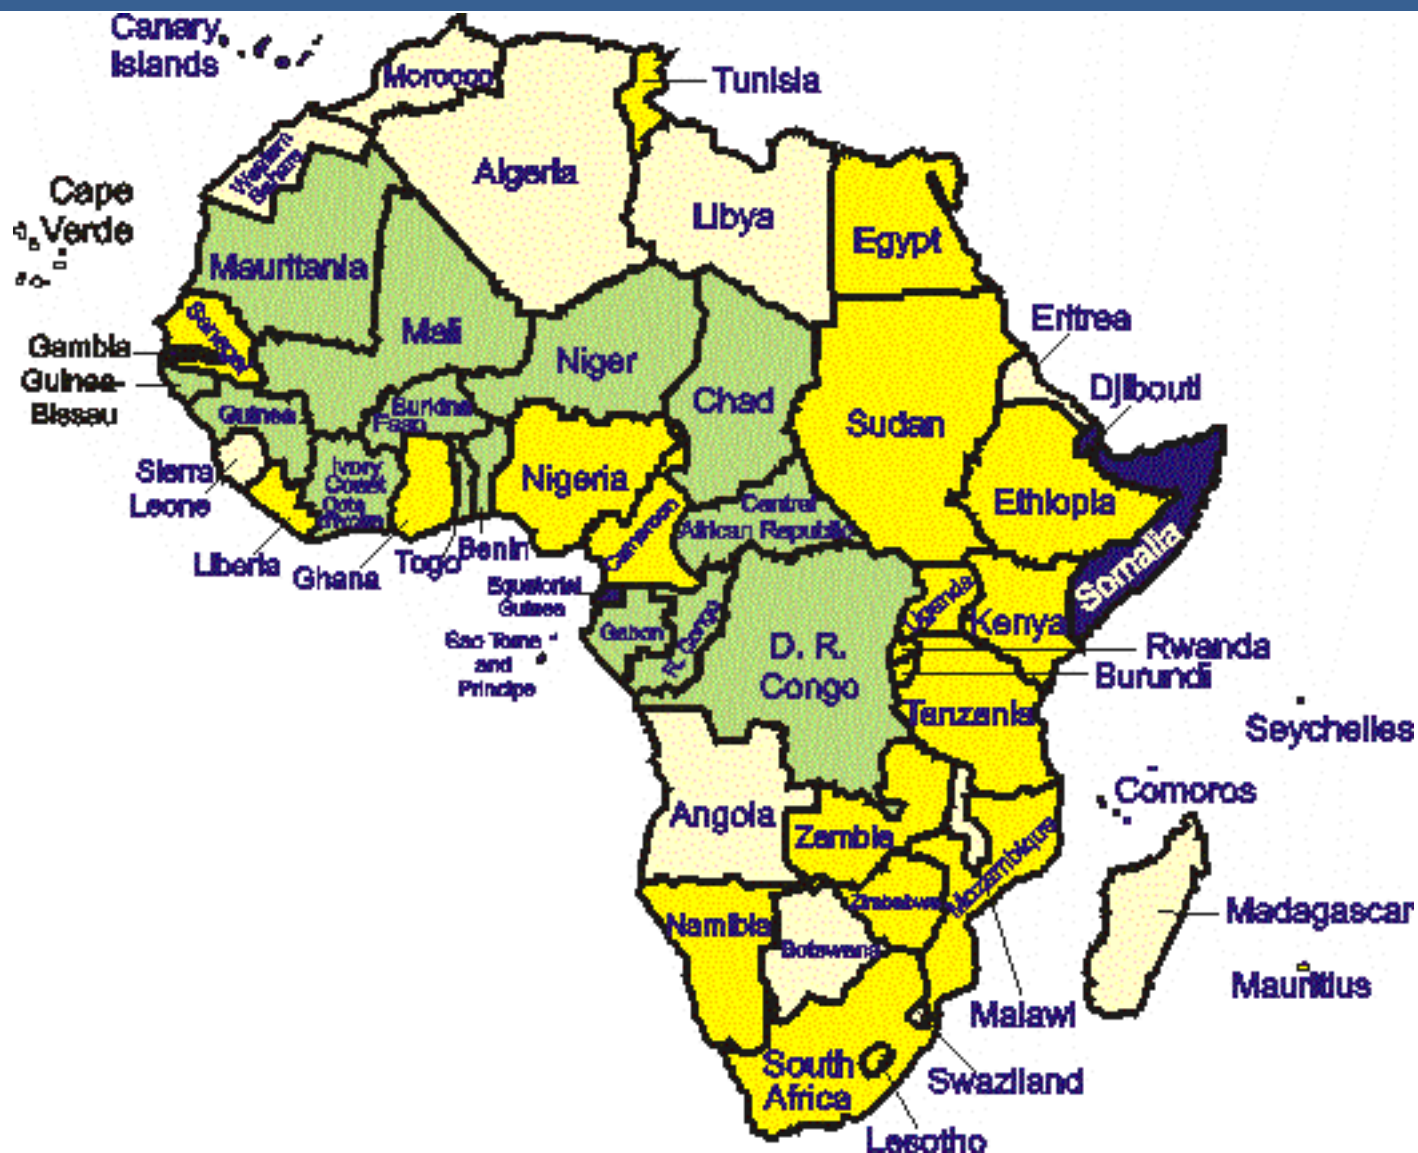 Canary
Islands
Morocco
Tunisia
Algeria
Western
Sahara
Libya
Egypt
Cape
Verde
Mauritania
Mali
Niger
Chad
Sudan
Eritrea
Djibouti
Senegal
Gambia
Guinea-
Bissau
Guinea
Burkina
Faso
Nigeria
Ethiopia
Somalia
Sierra
Leone
Ivory
Coast
Cote
D'Ivoire
Liberia
Ghana
Togo
Benin
Cameroon
Central
African Republic
Equatorial
Guinea
Gabon
R. Congo
Sao Tome
and
Principe
D. R.
Congo
Uganda
Kenya
Rwanda
Burundi
Tanzania
Seychelles
Comoros
Angola
Zambia
Mozambique
Zimbabwe
Namibia
Botswana
Madagascar
Mauritius
Malawi
Swaziland
South
Africa
Lesotho